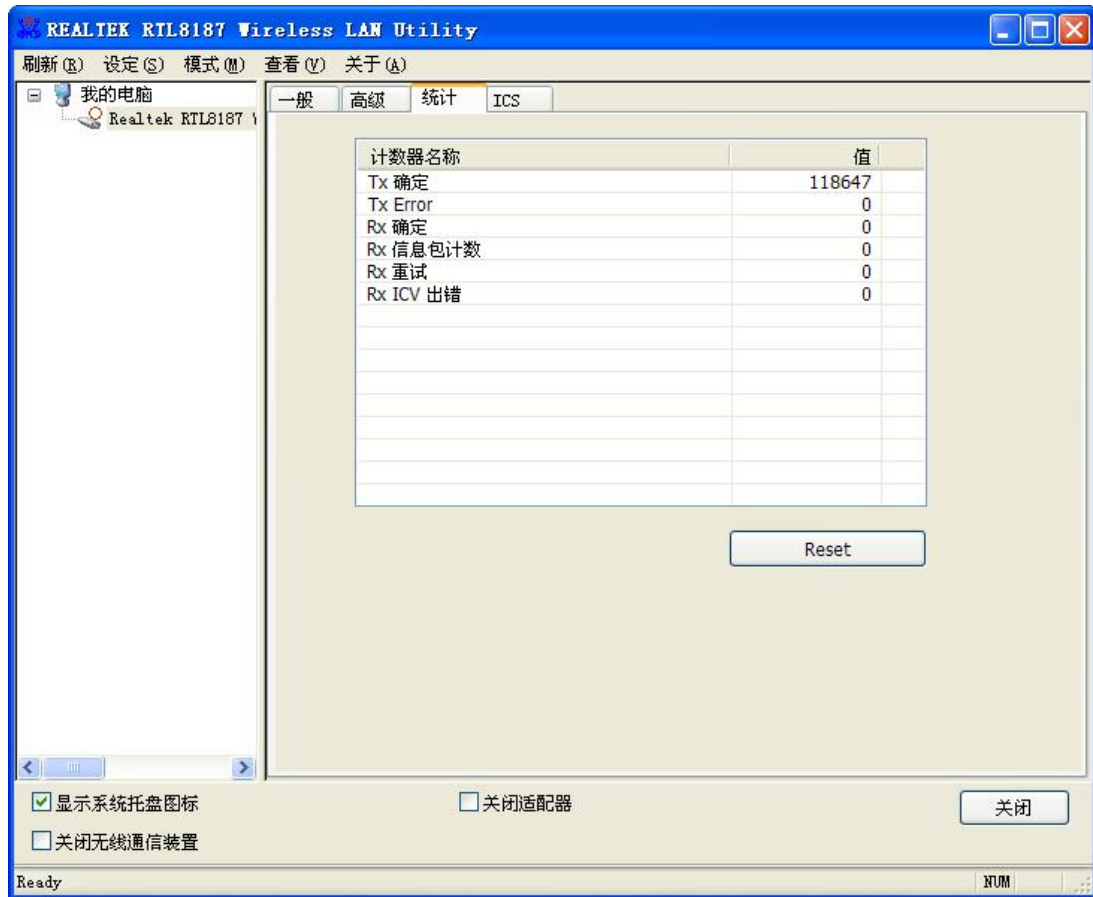 REALTEK RTL8187 Wireless LAN Utility
刷新(R) 设定(S) 模式(M) 查看(V) 关于(A)
我的电脑
Realtek RTL8187
一般 高级 统计 ICS
计数器名称 值
Tx 确定 118647
Tx Error 0
Rx 确定 0
Rx 信息包计数 0
Rx 重试 0
Rx ICV 出错 0
Reset
显示系统托盘图标 关闭适配器 关闭
关闭无线通信装置
Ready NUM